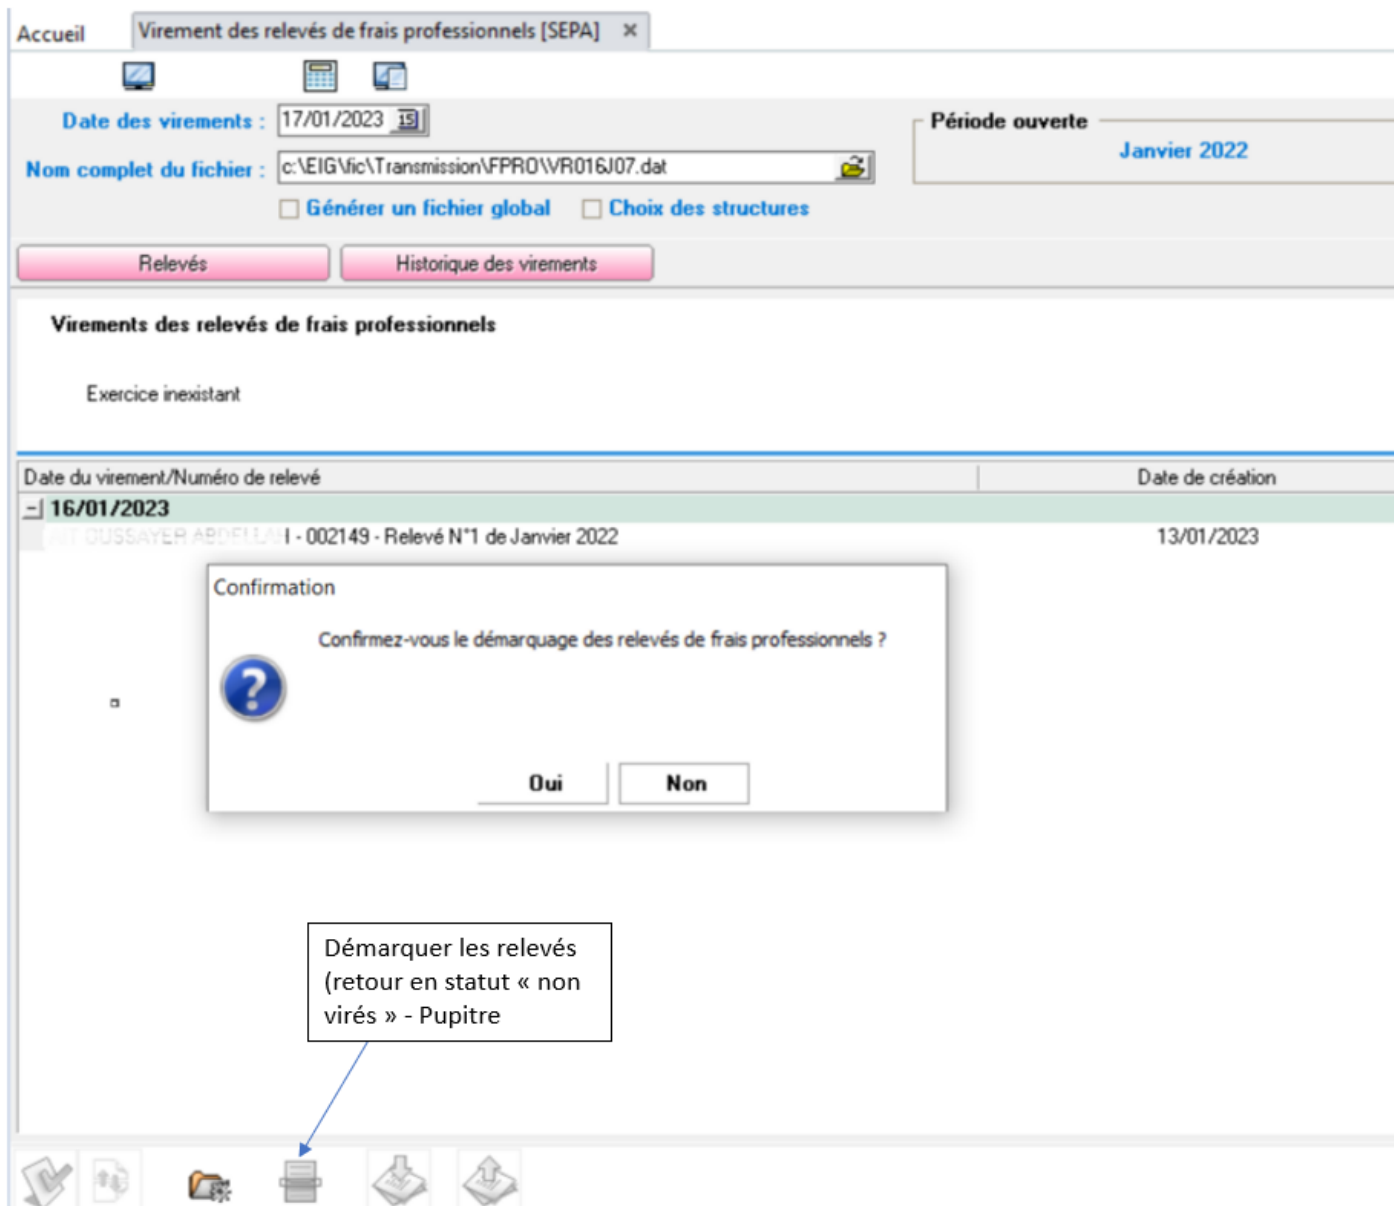 Accueil
Virement des relevés de frais professionnels [SEPA]
Date des virements : 17/01/2023 15
Période ouverte
Janvier 2022
Nom complet du fichier : c:\EIG\fic\Transmission\FPRO\VR016J07.dat
Générer un fichier global Choix des structures
Relevés Historique des virements
Virements des relevés de frais professionnels
Exercice inexistant
Date du virement/Numéro de relevé Date de création
16/01/2023
- 002149 - Relevé N°1 de Janvier 2022 13/01/2023
Confirmation
Confirmez-vous le démarquage des relevés de frais professionnels ?
Oui Non
Démarquer les relevés
(retour en statut « non
virés » - Pupitre